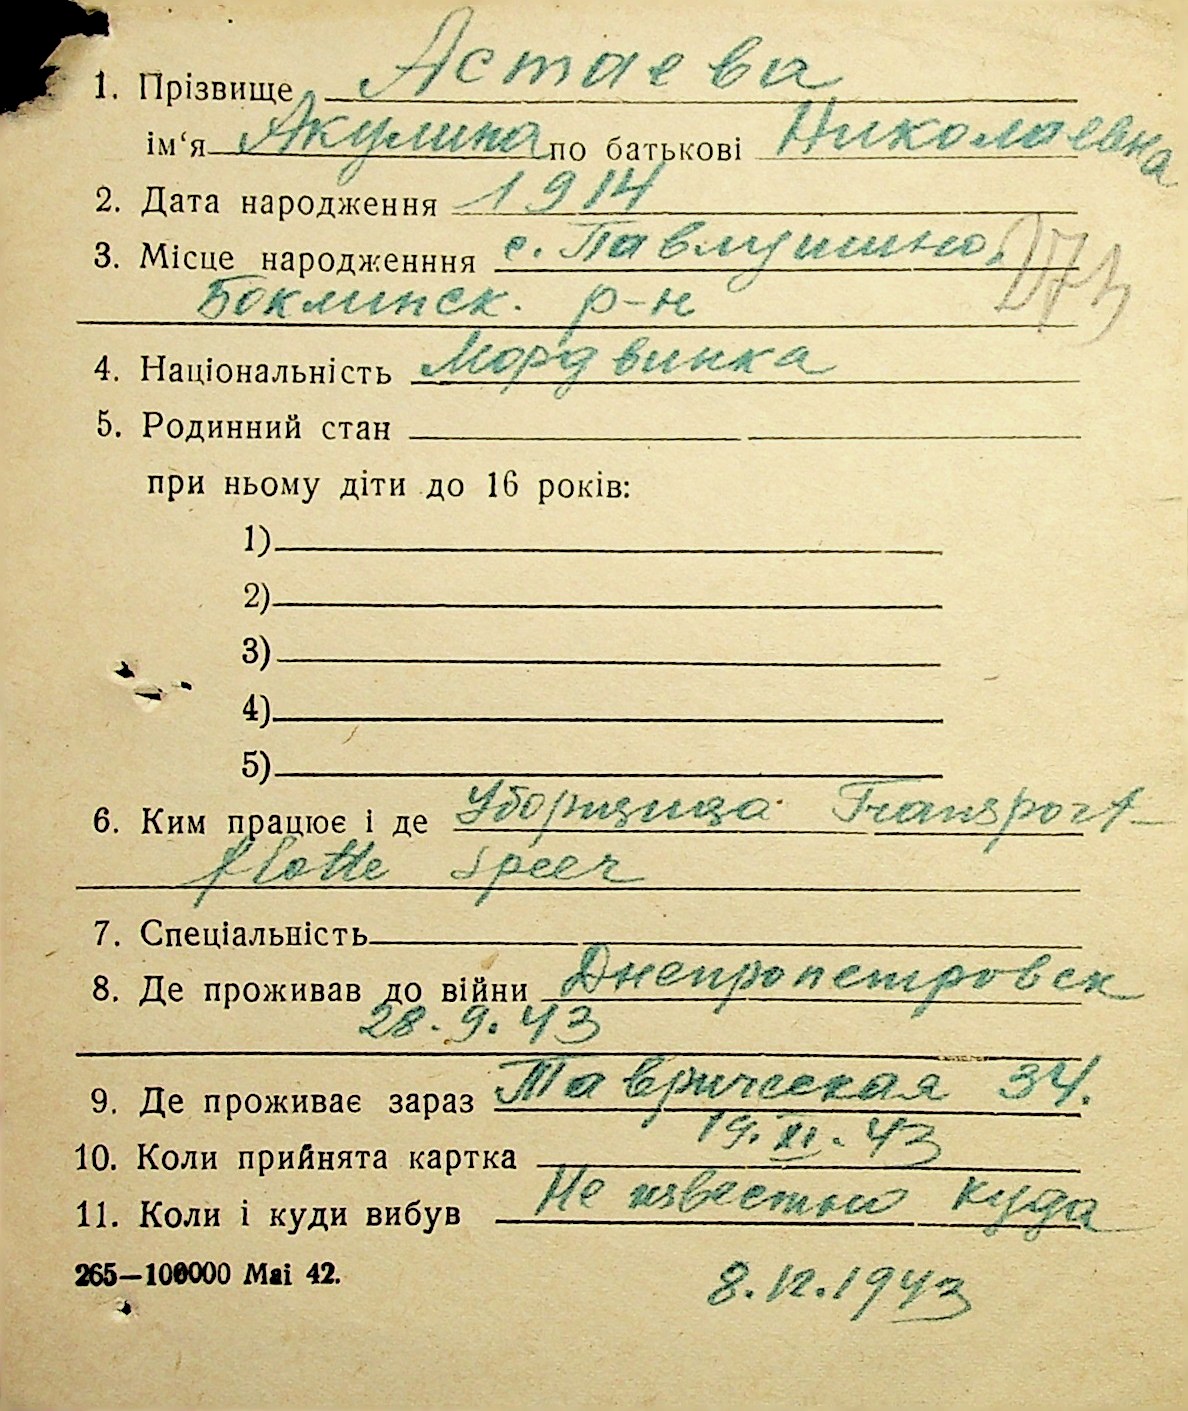 1. Прізвище Астаева
ім‘я Акулина по батькові Николаевна
2. Дата народження 1914
3. Місце народженння с. Павлушино,
Боклинск. р-н
4. Національність Мордвинка
5. Родинний стан
при ньому діти до 16 років:
1)
2)
3)
4)
5)
6. Ким працює і де Уборщица Transport-
flotte Speer
7. Спеціальність
8. Де проживав до війни Днепропетровск
28.9.43
9. Де проживає зараз Таврическая 34.
10. Коли прийнята картка 19.XI.43
11. Коли і куди вибув Не известно куда
265—100000 Mai 42.
8.12.1943